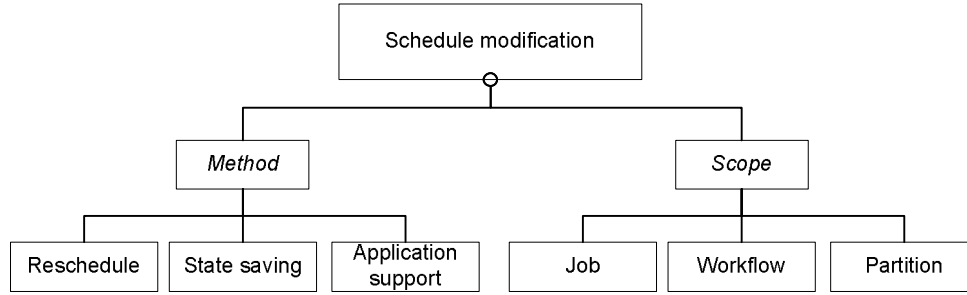 Schedule modification
Method
Scope
Reschedule
State saving
Application
support
Job
Workflow
Partition